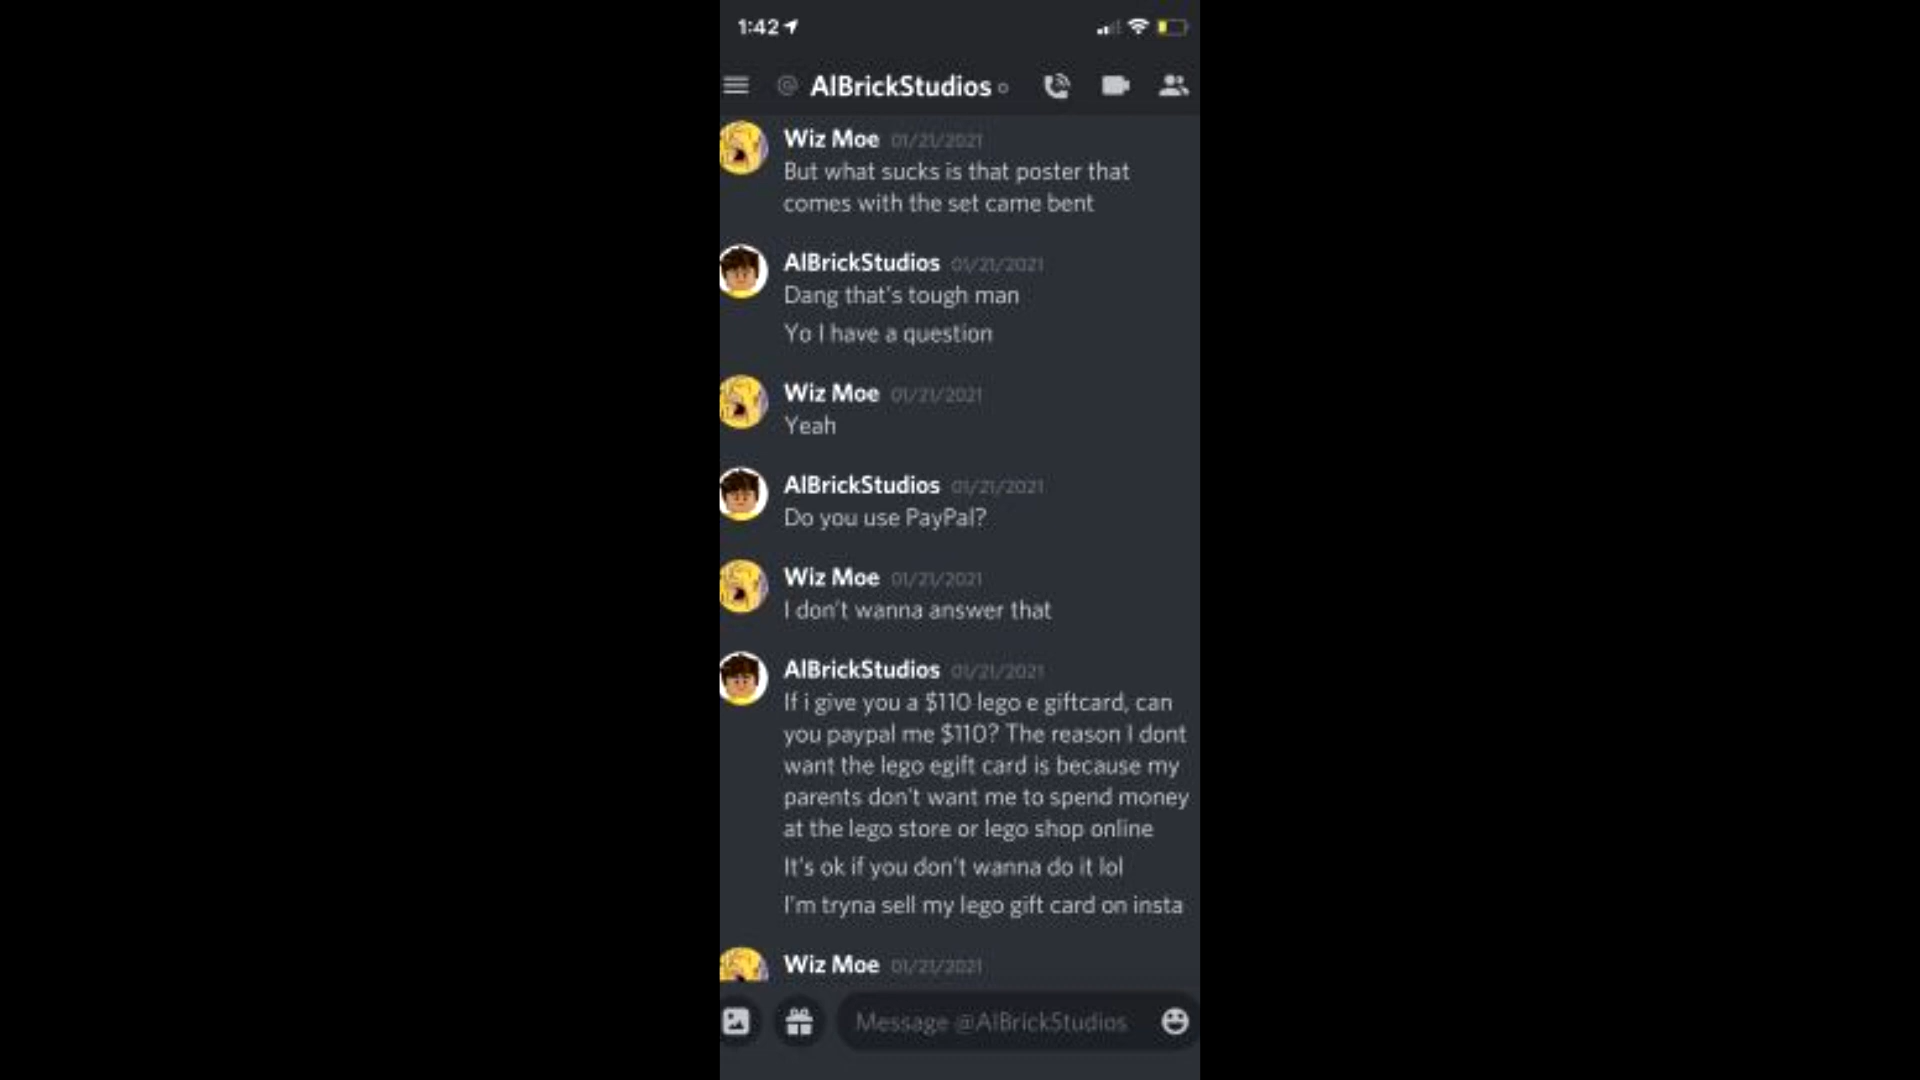 1:42
@ AlBrickStudios
Wiz Moe 01/21/2021
But what sucks is that poster that
comes with the set came bent
AlBrickStudios 01/21/2021
Dang that's tough man
Yo I have a question
Wiz Moe 01/21/2021
Yeah
AlBrickStudios 01/21/2021
Do you use PayPal?
Wiz Moe 01/21/2021
I don't wanna answer that
AlBrickStudios 01/21/2021
If i give you a $110 lego e giftcard, can
you paypal me $110? The reason I dont
want the lego egift card is because my
parents don't want me to spend money
at the lego store or lego shop online
It's ok if you don't wanna do it lol
I'm tryna sell my lego gift card on insta
Wiz Moe 01/21/2021
Message @AlBrickStudios